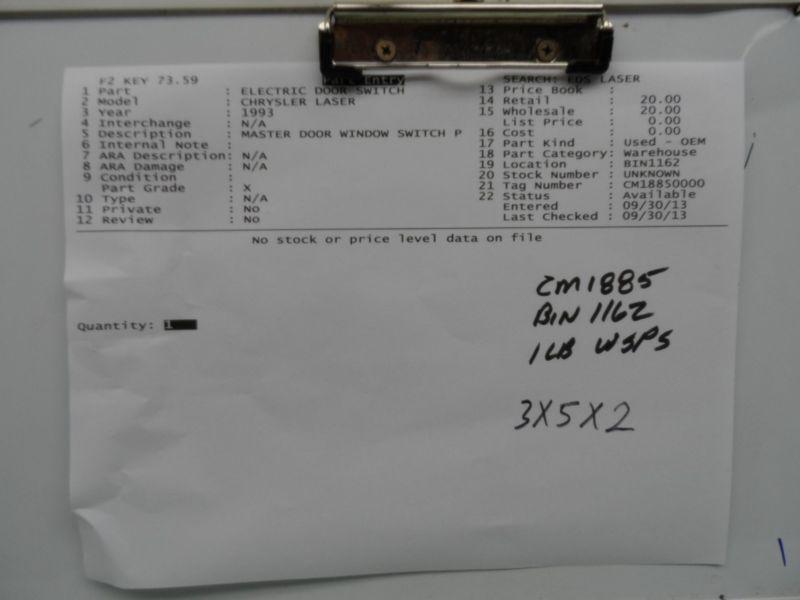 F2 KEY 73.59 Part Entry SEARCH: EDS LASER
1 Part : ELECTRIC DOOR SWITCH
2 Model : CHRYSLER LASER
3 Year : 1993
4 Interchange : N/A
5 Description : MASTER DOOR WINDOW SWITCH P
6 Internal Note :
7 ARA Description: N/A
8 ARA Damage : N/A
9 Condition :
Part Grade : X
10 Type : N/A
11 Private : No
12 Review : No
13 Price Book :
14 Retail : 20.00
15 Wholesale : 20.00
List Price : 0.00
16 Cost : 0.00
17 Part Kind : Used - OEM
18 Part Category: Warehouse
19 Location : BIN1162
20 Stock Number : UNKNOWN
21 Tag Number : CM18850000
22 Status : Available
Entered : 09/30/13
Last Checked : 09/30/13
No stock or price level data on file
Quantity: 1
CM1885
BIN 1162
1LB WSPS
3X5X2